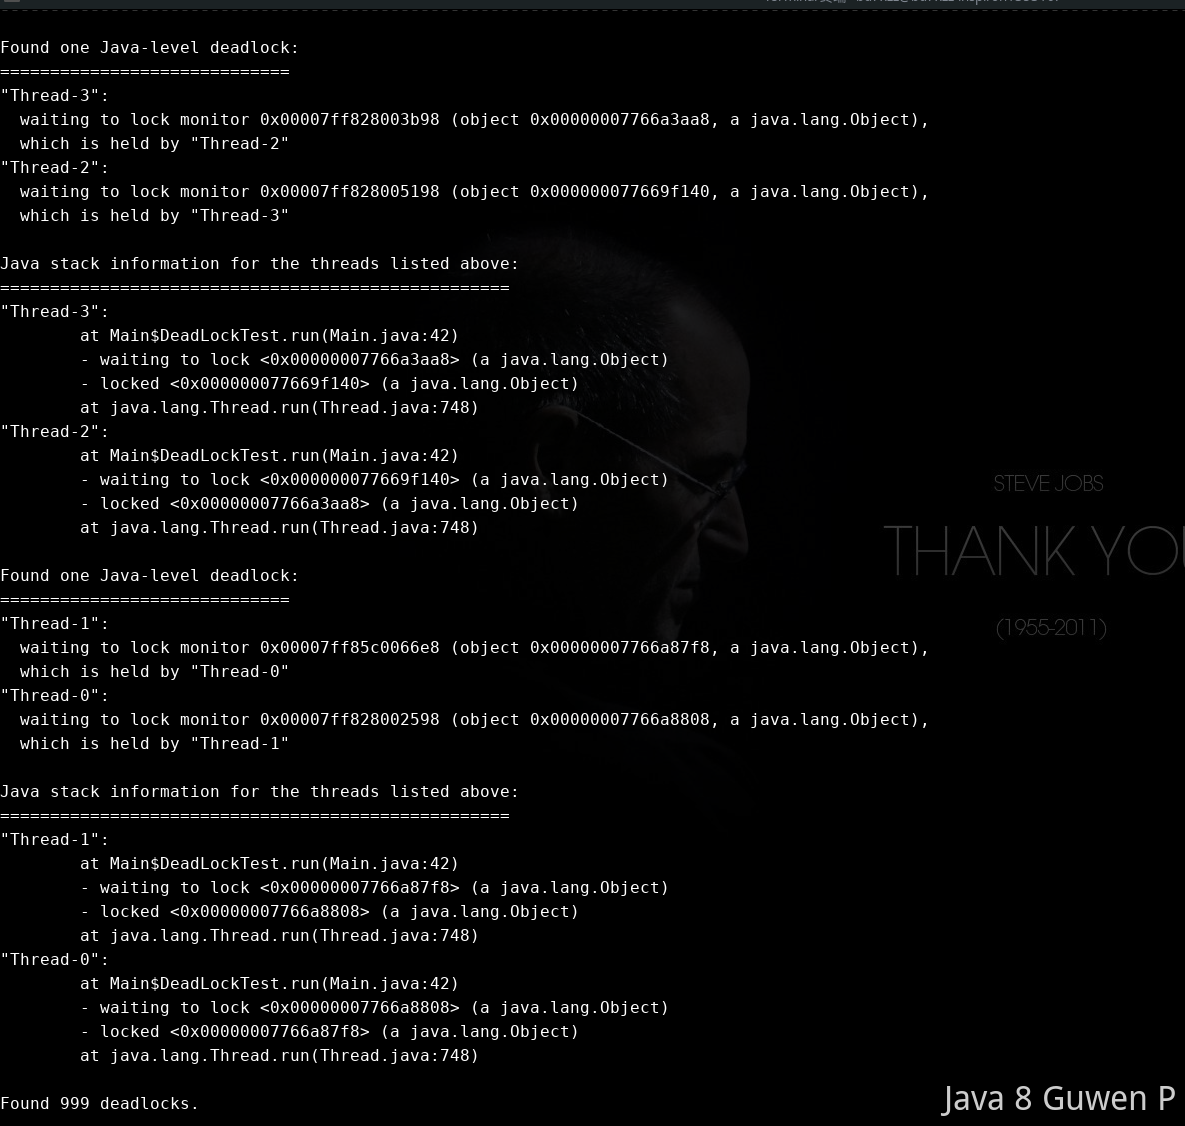 Found one Java-level deadlock:
=============================
"Thread-3":
  waiting to lock monitor 0x00007ff828003b98 (object 0x00000007766a3aa8, a java.lang.Object),
  which is held by "Thread-2"
"Thread-2":
  waiting to lock monitor 0x00007ff828005198 (object 0x000000077669f140, a java.lang.Object),
  which is held by "Thread-3"

Java stack information for the threads listed above:
===================================================
"Thread-3":
        at Main$DeadLockTest.run(Main.java:42)
        - waiting to lock <0x00000007766a3aa8> (a java.lang.Object)
        - locked <0x000000077669f140> (a java.lang.Object)
        at java.lang.Thread.run(Thread.java:748)
"Thread-2":
        at Main$DeadLockTest.run(Main.java:42)
        - waiting to lock <0x000000077669f140> (a java.lang.Object)
        - locked <0x00000007766a3aa8> (a java.lang.Object)
        at java.lang.Thread.run(Thread.java:748)

Found one Java-level deadlock:
=============================
"Thread-1":
  waiting to lock monitor 0x00007ff85c0066e8 (object 0x00000007766a87f8, a java.lang.Object),
  which is held by "Thread-0"
"Thread-0":
  waiting to lock monitor 0x00007ff828002598 (object 0x00000007766a8808, a java.lang.Object),
  which is held by "Thread-1"

Java stack information for the threads listed above:
===================================================
"Thread-1":
        at Main$DeadLockTest.run(Main.java:42)
        - waiting to lock <0x00000007766a87f8> (a java.lang.Object)
        - locked <0x00000007766a8808> (a java.lang.Object)
        at java.lang.Thread.run(Thread.java:748)
"Thread-0":
        at Main$DeadLockTest.run(Main.java:42)
        - waiting to lock <0x00000007766a8808> (a java.lang.Object)
        - locked <0x00000007766a87f8> (a java.lang.Object)
        at java.lang.Thread.run(Thread.java:748)

Found 999 deadlocks.
STEVE JOBS
THANK YOU
(1955-2011)
Java 8 Guwen P